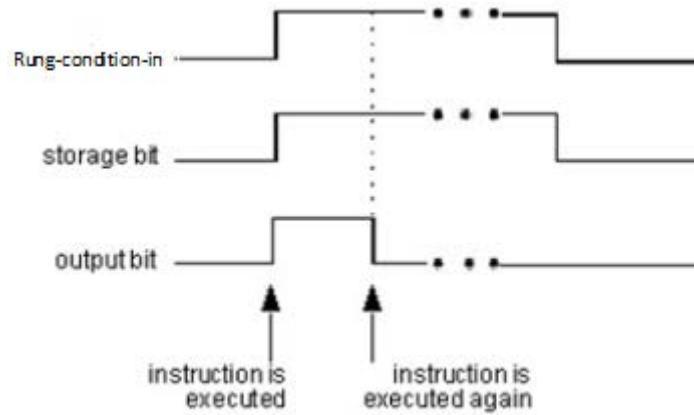 Rung-condition-in
storage bit
output bit
instruction is
executed
instruction is
executed again